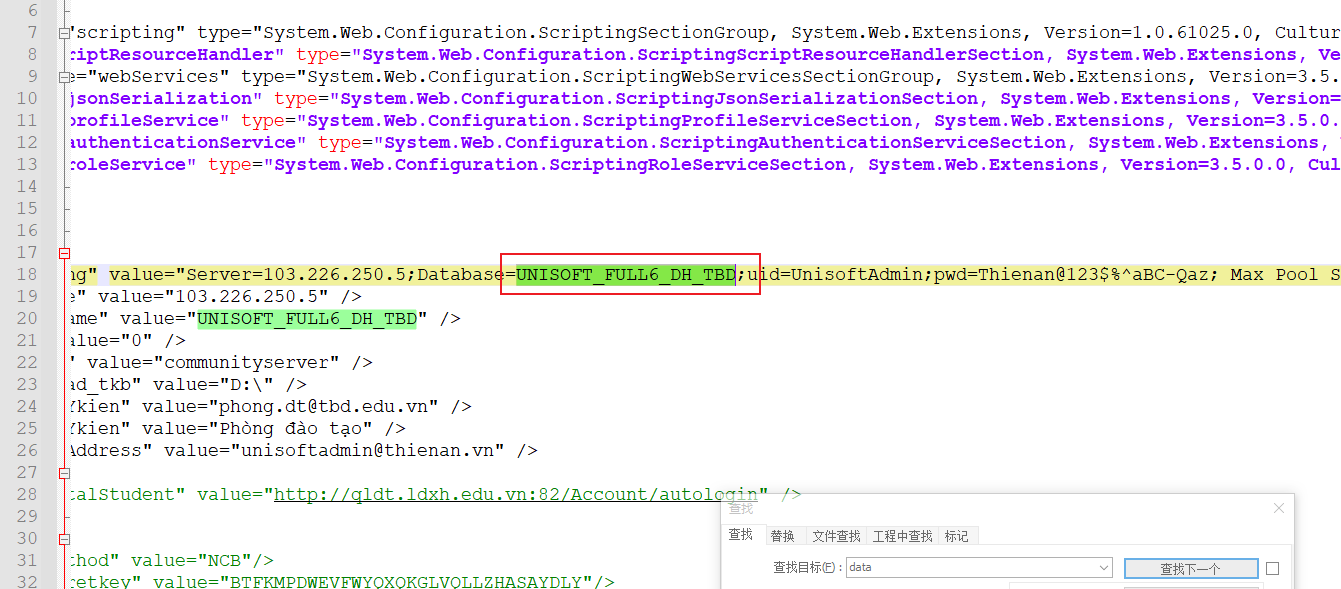 6
7 "scripting" type="System.Web.Configuration.ScriptingSectionGroup, System.Web.Extensions, Version=1.0.61025.0, Cultur
8 riptResourceHandler" type="System.Web.Configuration.ScriptingScriptResourceHandlerSection, System.Web.Extensions, Ve
9 e="webServices" type="System.Web.Configuration.ScriptingWebServicesSectionGroup, System.Web.Extensions, Version=3.5.
10 jsonSerialization" type="System.Web.Configuration.ScriptingJsonSerializationSection, System.Web.Extensions, Version=
11 profileService" type="System.Web.Configuration.ScriptingProfileServiceSection, System.Web.Extensions, Version=3.5.0.
12 authenticationService" type="System.Web.Configuration.ScriptingAuthenticationServiceSection, System.Web.Extensions,
13 roleService" type="System.Web.Configuration.ScriptingRoleServiceSection, System.Web.Extensions, Version=3.5.0.0, Cul
14
15
16
17
18 ng" value="Server=103.226.250.5;Database=UNISOFT_FULL6_DH_TBD;uid=UnisoftAdmin;pwd=Thienan@123$%^aBC-Qaz; Max Pool S
19 e" value="103.226.250.5" />
20 ame" value="UNISOFT_FULL6_DH_TBD" />
21 alue="0" />
22 " value="communityserver" />
23 ad_tkb" value="D:\" />
24 Ykien" value="phong.dt@tbd.edu.vn" />
25 Ykien" value="Phòng đào tạo" />
26 Address" value="unisoftadmin@thienan.vn" />
27
28 talStudent" value="http://qldt.ldxh.edu.vn:82/Account/autologin" />
29
30
31 thod" value="NCB"/>
32 retkey" value="BTFKMPDWEVFWYOXOKGLVOLLZHASAYDLY"/>
查找
查找 替换 文件查找 工程中查找 标记
查找目标(F) : data 查找下一个